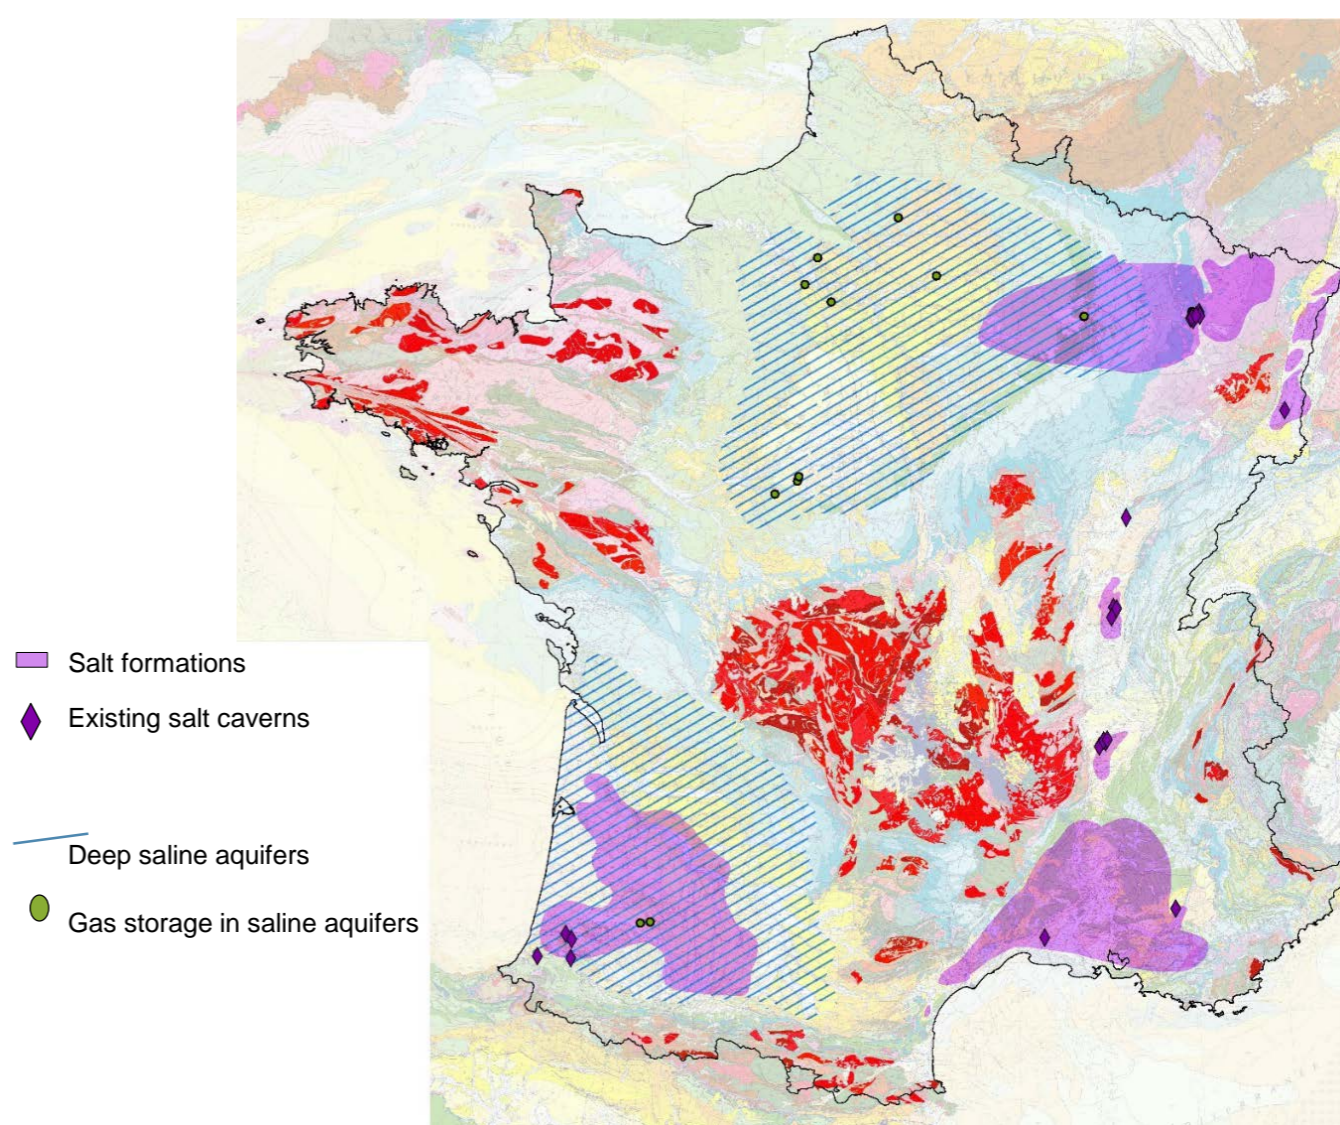 Salt formations
Existing salt caverns
Deep saline aquifers
Gas storage in saline aquifers